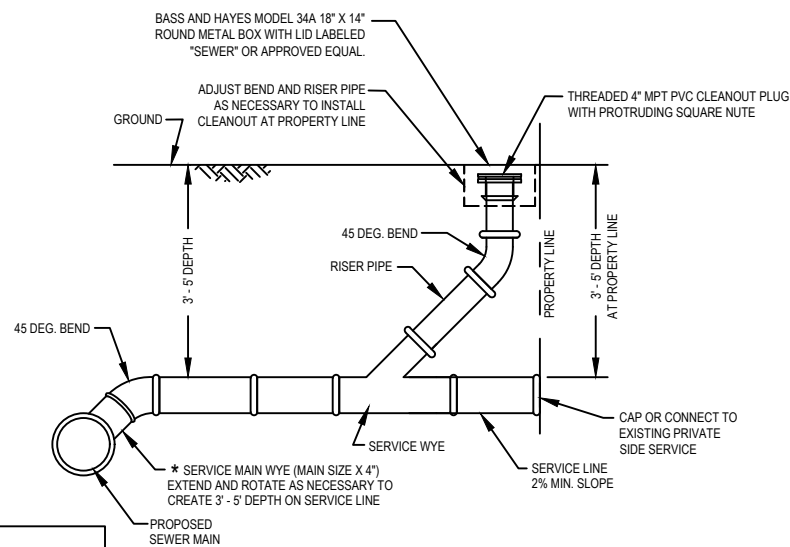 BASS AND HAYES MODEL 34A 18" X 14"
ROUND METAL BOX WITH LID LABELED
"SEWER" OR APPROVED EQUAL.
ADJUST BEND AND RISER PIPE
AS NECESSARY TO INSTALL
CLEANOUT AT PROPERTY LINE
THREADED 4" MPT PVC CLEANOUT PLUG
WITH PROTRUDING SQUARE NUTE
GROUND
3' - 5' DEPTH
45 DEG. BEND
RISER PIPE
PROPERTY LINE
3' - 5' DEPTH
AT PROPERTY LINE
45 DEG. BEND
CAP OR CONNECT TO
EXISTING PRIVATE
SIDE SERVICE
SERVICE WYE
SERVICE LINE
2% MIN. SLOPE
* SERVICE MAIN WYE (MAIN SIZE X 4")
EXTEND AND ROTATE AS NECESSARY TO
CREATE 3' - 5' DEPTH ON SERVICE LINE
PROPOSED
SEWER MAIN